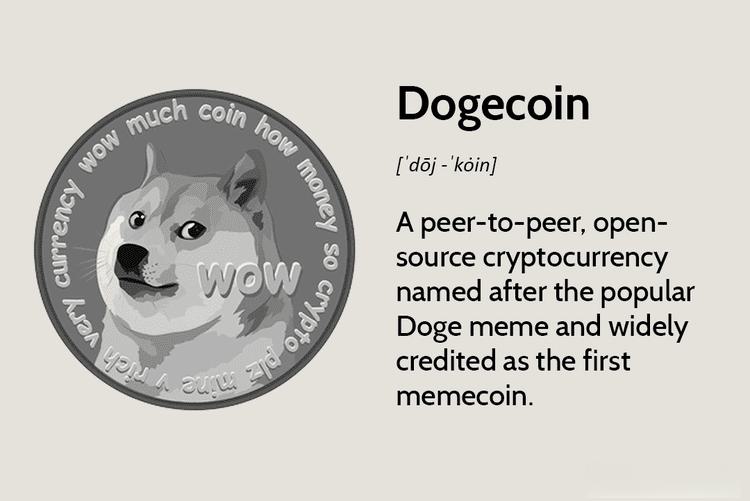 very currency wow much coin how money so crypto plz mine v rich
wow
Dogecoin
[ˈdōj -ˈkȯin]
A peer-to-peer, open-
source cryptocurrency
named after the popular
Doge meme and widely
credited as the first
memecoin.